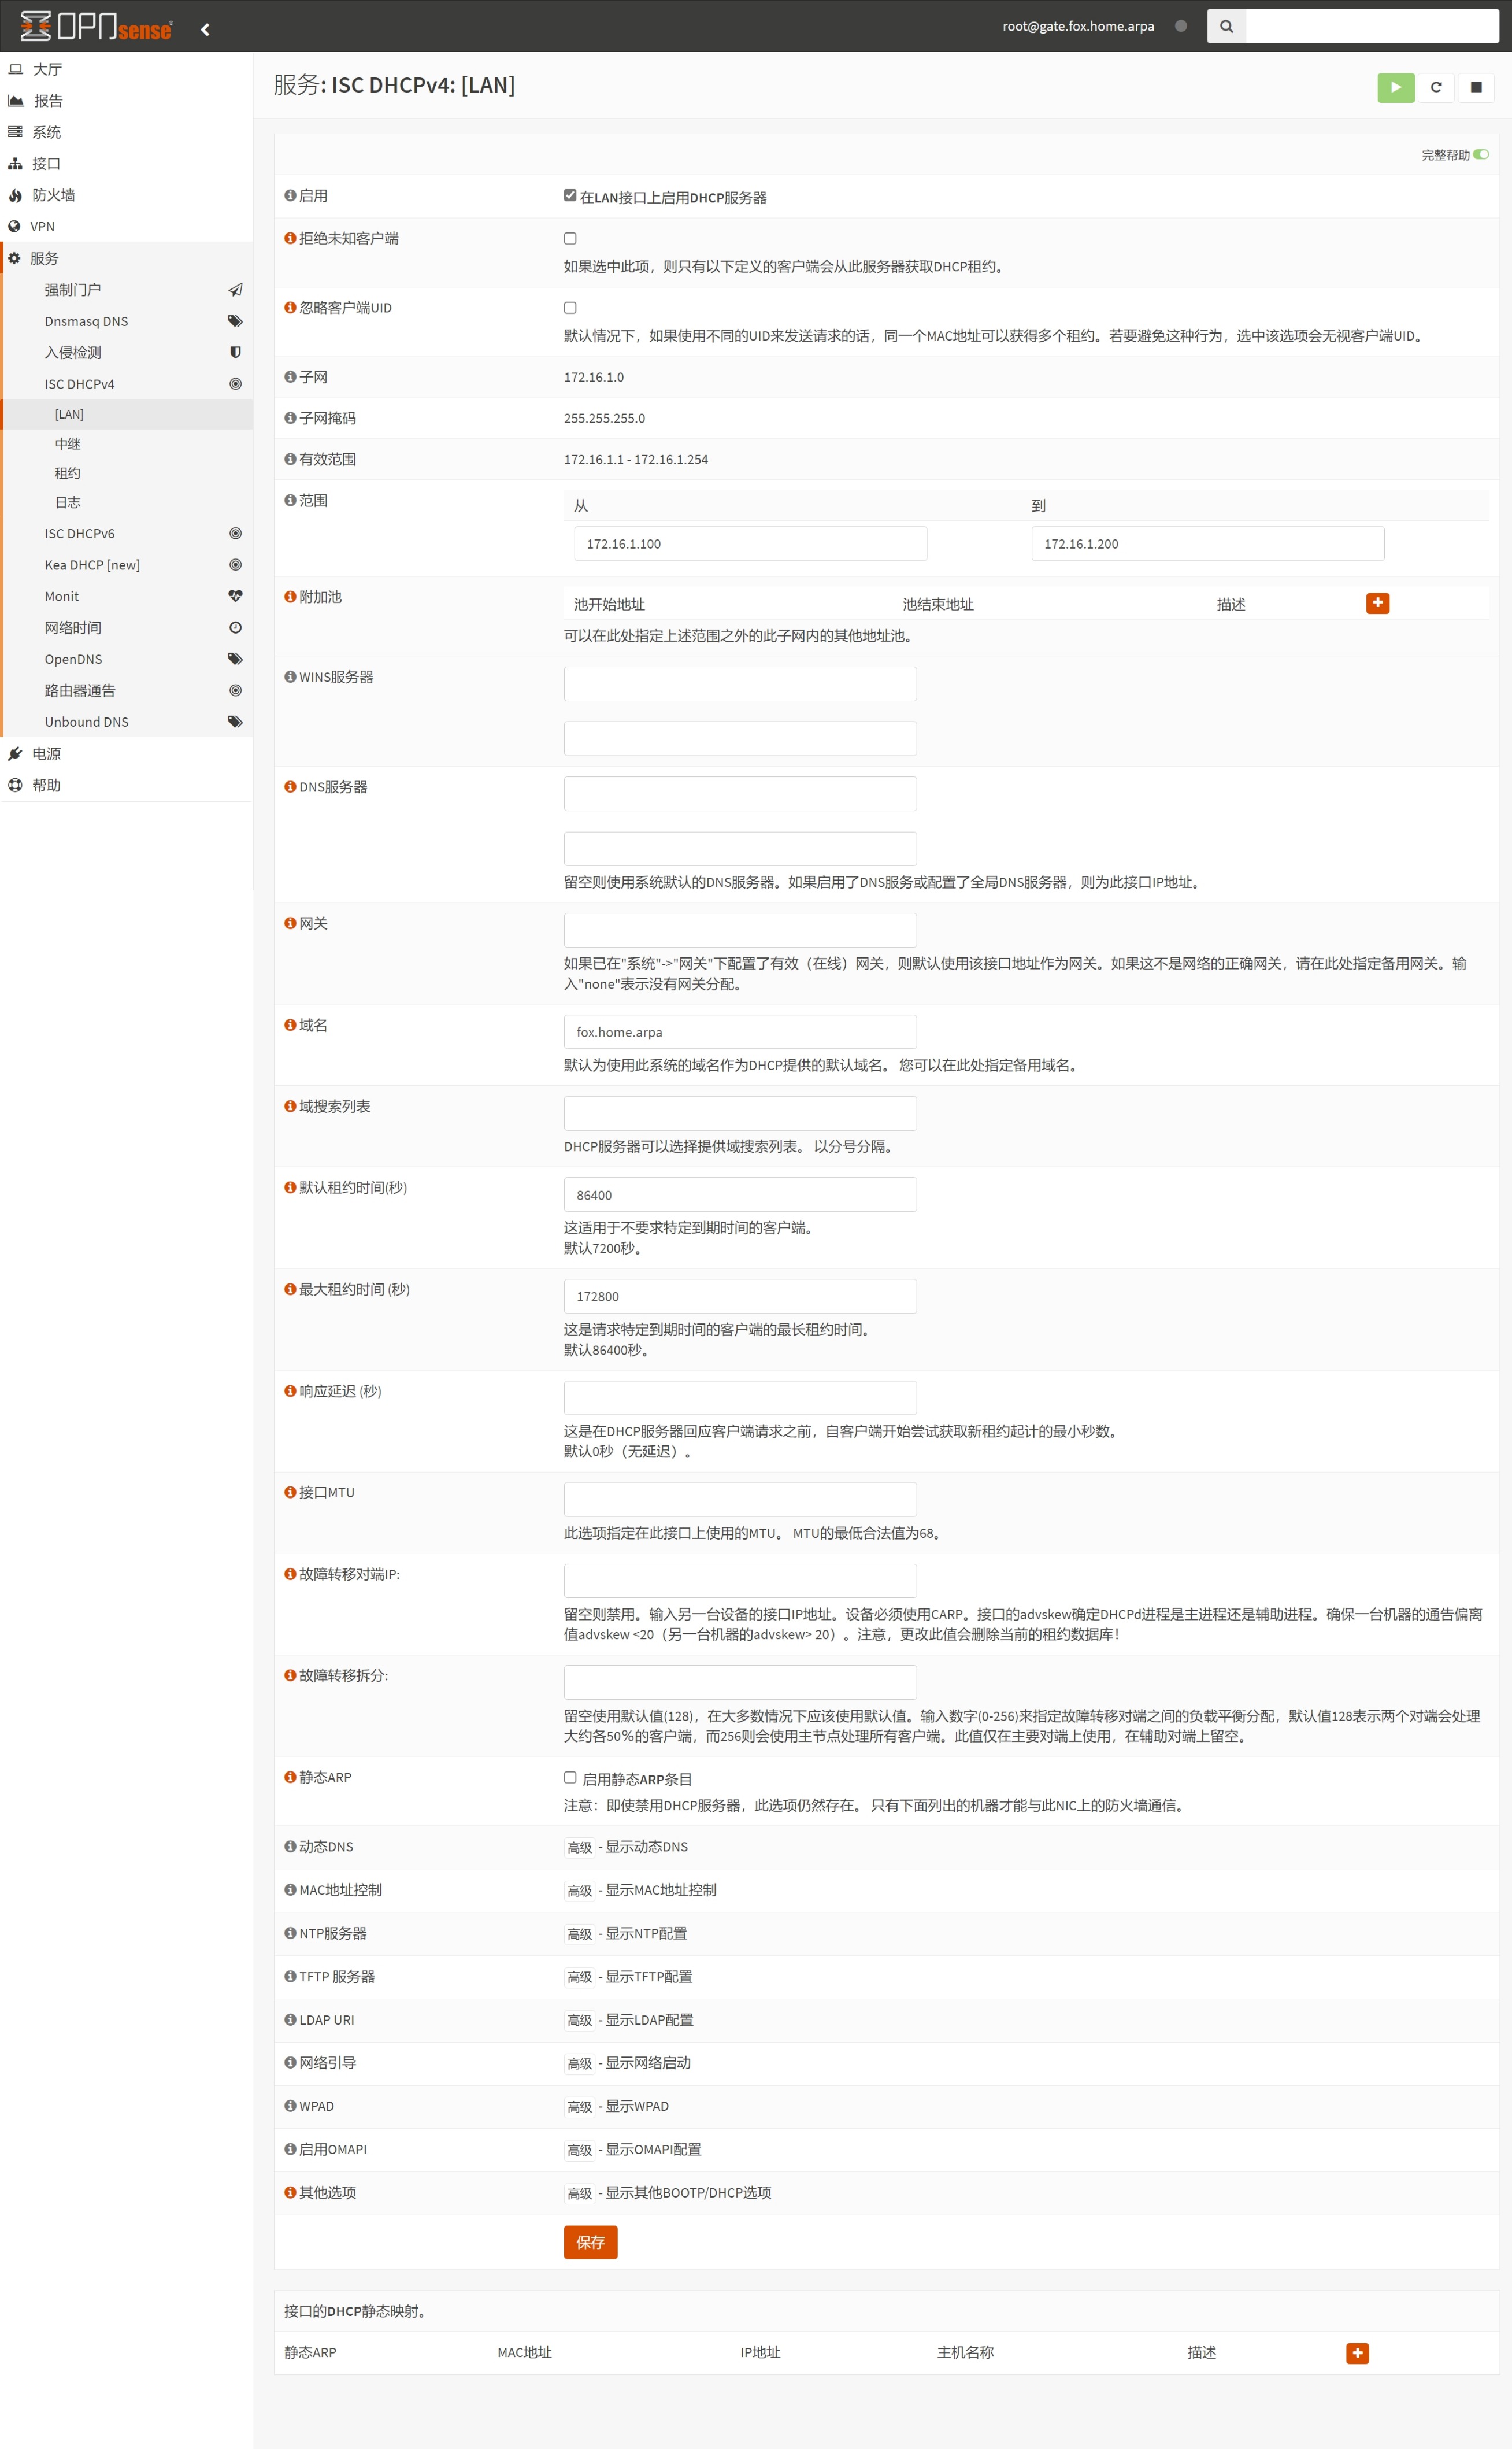 OPNsense®
root@gate.fox.home.arpa
大厅
报告
系统
接口
防火墙
VPN
服务
强制门户
Dnsmasq DNS
入侵检测
ISC DHCPv4
[LAN]
中继
租约
日志
ISC DHCPv6
Kea DHCP [new]
Monit
网络时间
OpenDNS
路由器通告
Unbound DNS
电源
帮助
服务: ISC DHCPv4: [LAN]
完整帮助
启用
在LAN接口上启用DHCP服务器
拒绝未知客户端
如果选中此项，则只有以下定义的客户端会从此服务器获取DHCP租约。
忽略客户端UID
默认情况下，如果使用不同的UID来发送请求的话，同一个MAC地址可以获得多个租约。若要避免这种行为，选中该选项会无视客户端UID。
子网
172.16.1.0
子网掩码
255.255.255.0
有效范围
172.16.1.1 - 172.16.1.254
范围
从 到
172.16.1.100 172.16.1.200
附加池
池开始地址 池结束地址 描述
可以在此处指定上述范围之外的此子网内的其他地址池。
WINS服务器
DNS服务器
留空则使用系统默认的DNS服务器。如果启用了DNS服务或配置了全局DNS服务器，则为此接口IP地址。
网关
如果已在"系统"->"网关"下配置了有效（在线）网关，则默认使用该接口地址作为网关。如果这不是网络的正确网关，请在此处指定备用网关。输
入"none"表示没有网关分配。
域名
fox.home.arpa
默认为使用此系统的域名作为DHCP提供的默认域名。 您可以在此处指定备用域名。
域搜索列表
DHCP服务器可以选择提供域搜索列表。 以分号分隔。
默认租约时间(秒)
86400
这适用于不要求特定到期时间的客户端。
默认7200秒。
最大租约时间 (秒)
172800
这是请求特定到期时间的客户端的最长租约时间。
默认86400秒。
响应延迟 (秒)
这是在DHCP服务器回应客户端请求之前，自客户端开始尝试获取新租约起计的最小秒数。
默认0秒（无延迟）。
接口MTU
此选项指定在此接口上使用的MTU。 MTU的最低合法值为68。
故障转移对端IP:
留空则禁用。输入另一台设备的接口IP地址。设备必须使用CARP。接口的advskew确定DHCPd进程是主进程还是辅助进程。确保一台机器的通告偏离
值advskew <20（另一台机器的advskew> 20）。注意，更改此值会删除当前的租约数据库！
故障转移拆分:
留空使用默认值(128)，在大多数情况下应该使用默认值。输入数字(0-256)来指定故障转移对端之间的负载平衡分配，默认值128表示两个对端会处理
大约各50％的客户端，而256则会使用主节点处理所有客户端。此值仅在主要对端上使用，在辅助对端上留空。
静态ARP
启用静态ARP条目
注意：即使禁用DHCP服务器，此选项仍然存在。 只有下面列出的机器才能与此NIC上的防火墙通信。
动态DNS
高级 - 显示动态DNS
MAC地址控制
高级 - 显示MAC地址控制
NTP服务器
高级 - 显示NTP配置
TFTP 服务器
高级 - 显示TFTP配置
LDAP URI
高级 - 显示LDAP配置
网络引导
高级 - 显示网络启动
WPAD
高级 - 显示WPAD
启用OMAPI
高级 - 显示OMAPI配置
其他选项
高级 - 显示其他BOOTP/DHCP选项
保存
接口的DHCP静态映射。
静态ARP MAC地址 IP地址 主机名称 描述